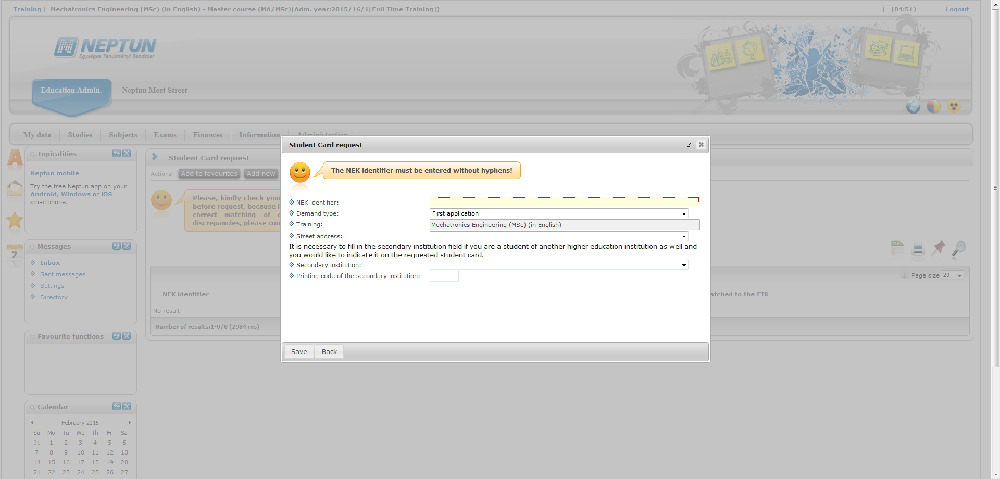 Training | Mechatronics Engineering (MSc) (in English) - Master course (MA/MSc)(Adm. year:2015/16/1[Full Time Training])
| (04:51) Logout
NEPTUN
Egységes Tanulmányi Rendszer
Education Admin.
Neptun Meet Street
My data Studies Subjects Exams Finances Information Administration
Topicalities
Neptun mobile
Try the free Neptun app on your
Android, Windows or iOS
smartphone.
Messages
Inbox
Sent messages
Settings
Directory
Favourite functions
Calendar
February 2016
Su Mo Tu We Th Fr Sa
31 1 2 3 4 5 6
7 8 9 10 11 12 13
14 15 16 17 18 19 20
21 22 23 24 25 26 27
7
Student Card request
Actions: Add to favourites Add new
Please, kindly check your
before request, because i
correct matching of
discrepancies, please con
XLS
1 Page size 20
NEK identifier
atched to the FIR
No result
Number of results:1-0/0 (2984 ms)
Student Card request
The NEK identifier must be entered without hyphens!
NEK identifier:
Demand type: First application
Training: Mechatronics Engineering (MSc) (in English)
Street address:
It is necessary to fill in the secondary institution field if you are a student of another higher education institution as well and
you would like to indicate it on the requested student card.
Secondary institution:
Printing code of the secondary institution:
Save Back